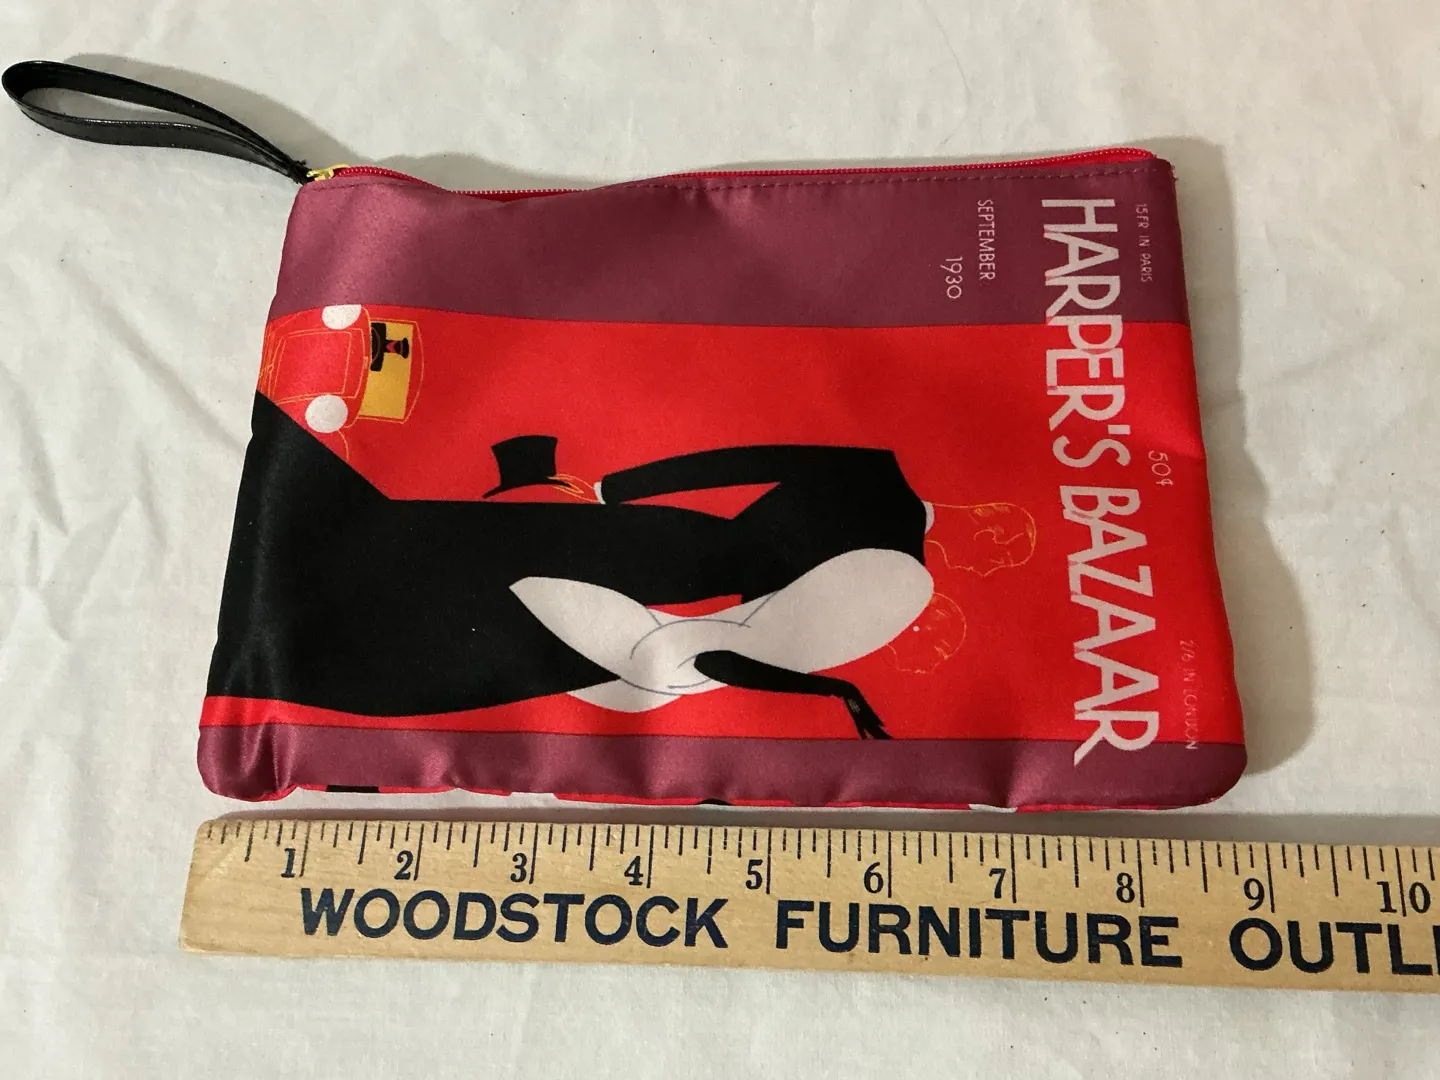 15FR IN PARIS
50¢
2/6 IN LONDON
HARPER'S BAZAAR
SEPTEMBER
1930
1 2 3 4 5 6 7 8 9 10
WOODSTOCK FURNITURE OUTL